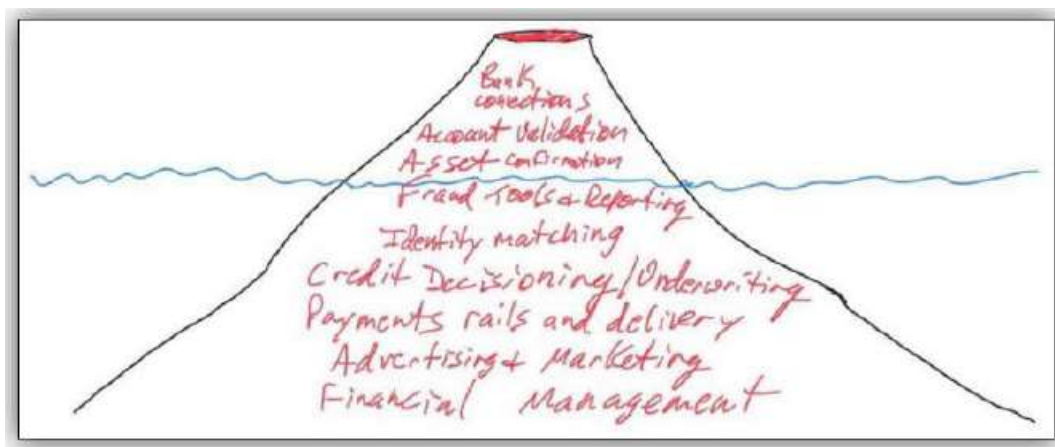 Bank
conections
Account Validation
Asset confirmation
Fraud Tools & Reporting
Identity matching
Credit Decisioning/Underwriting
Payments rails and delivery
Advertising & Marketing
Financial Management